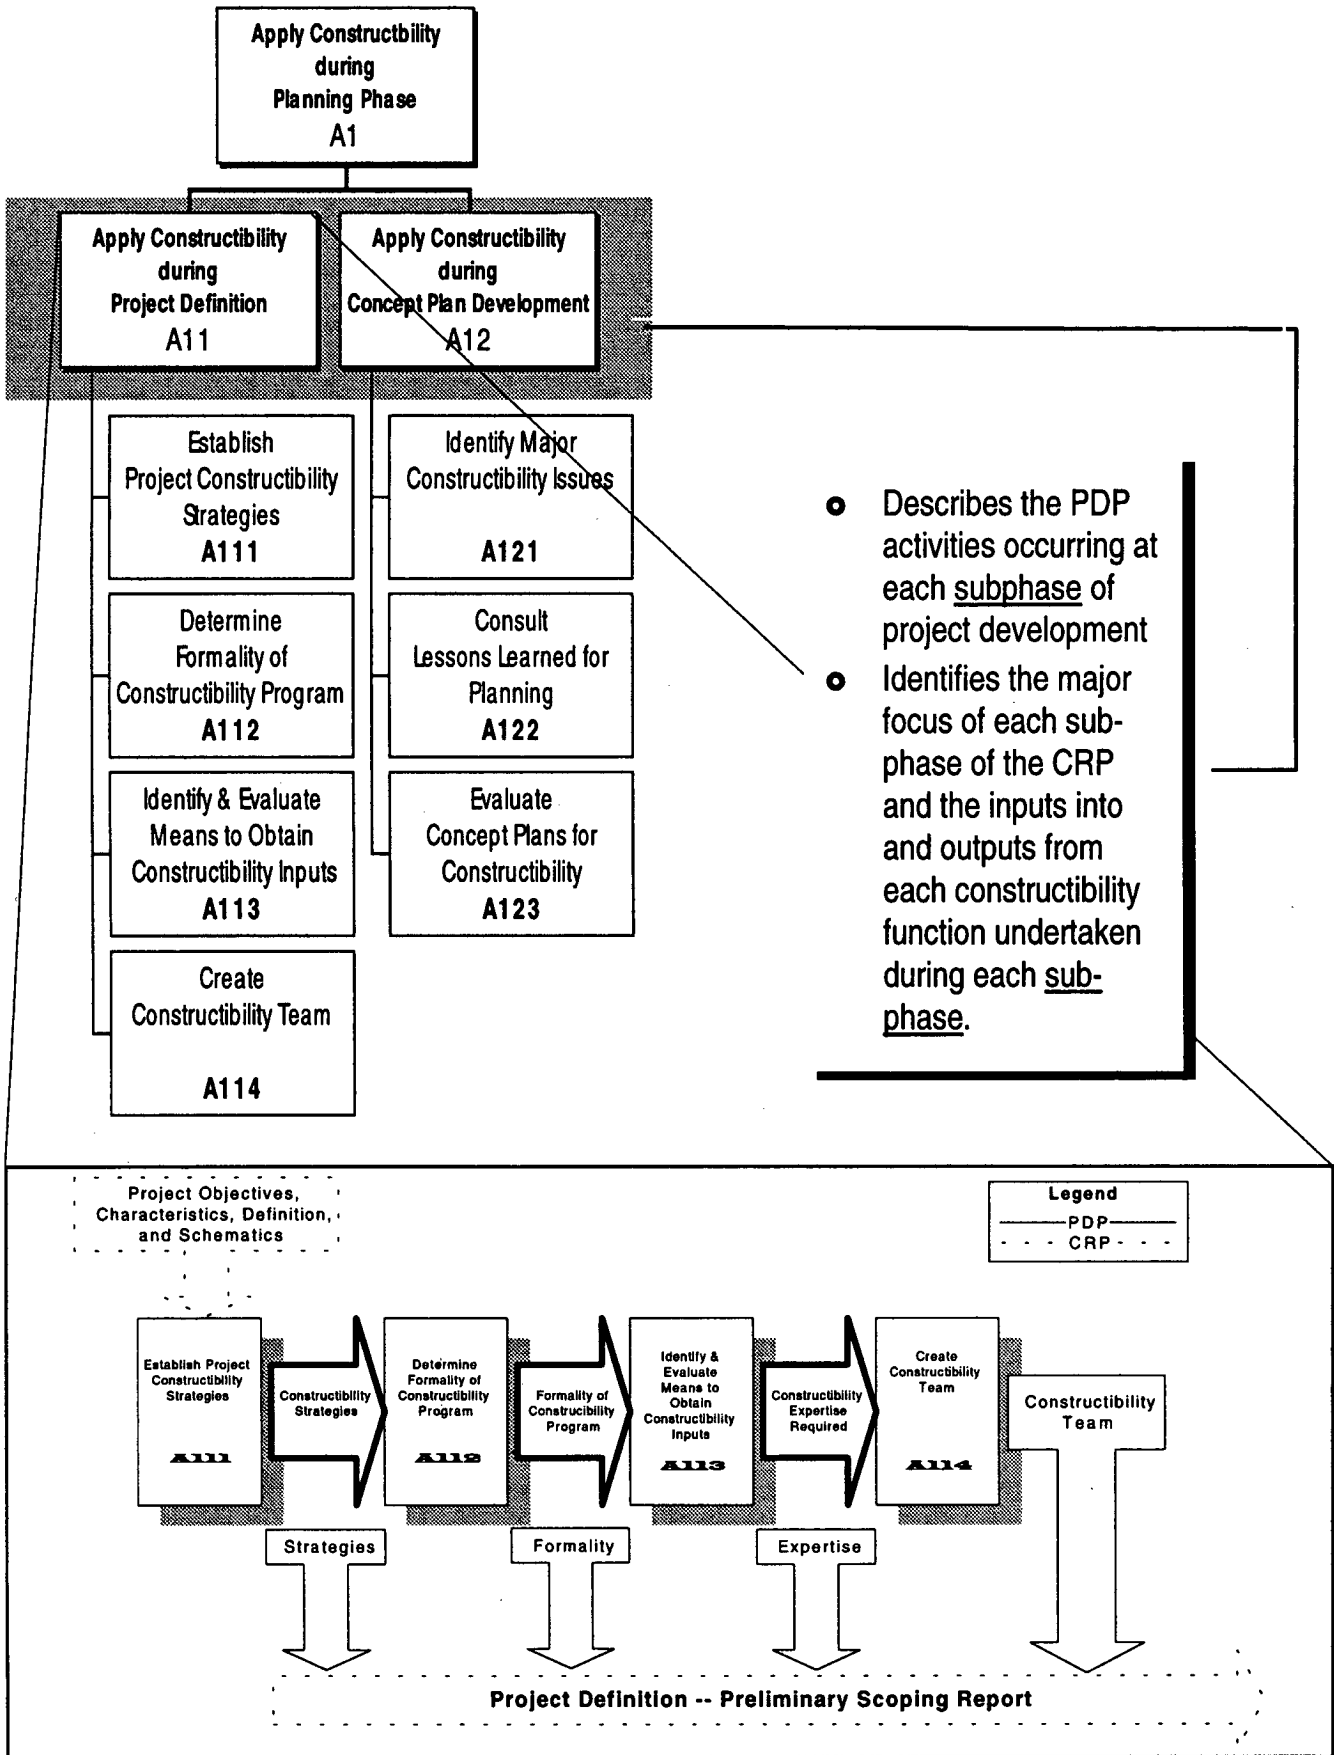 Apply Constructbility
during
Planning Phase
A1
Apply Constructibility
during
Project Definition
A11
Apply Constructibility
during
Concept Plan Development
A12
Establish
Project Constructibility
Strategies
A111
Determine
Formality of
Constructibility Program
A112
Identify & Evaluate
Means to Obtain
Constructibility Inputs
A113
Create
Constructibility Team
A114
Identify Major
Constructibility Issues
A121
Consult
Lessons Learned for
Planning
A122
Evaluate
Concept Plans for
Constructibility
A123
Describes the PDP
activities occurring at
each subphase of
project development
Identifies the major
focus of each sub-
phase of the CRP
and the inputs into
and outputs from
each constructibility
function undertaken
during each sub-
phase.
Project Objectives,
Characteristics, Definition,
and Schematics
Legend
PDP
CRP
Establish Project
Constructibility
Strategies
A111
Constructibility
Strategies
Determine
Formality of
Constructibility
Program
A112
Formality of
Construcibility
Program
Identify &
Evaluate
Means to
Obtain
Constructibility
Inputs
A113
Constructibility
Expertise
Required
Create
Constructibility
Team
A114
Constructibility
Team
Strategies
Formality
Expertise
Project Definition -- Preliminary Scoping Report